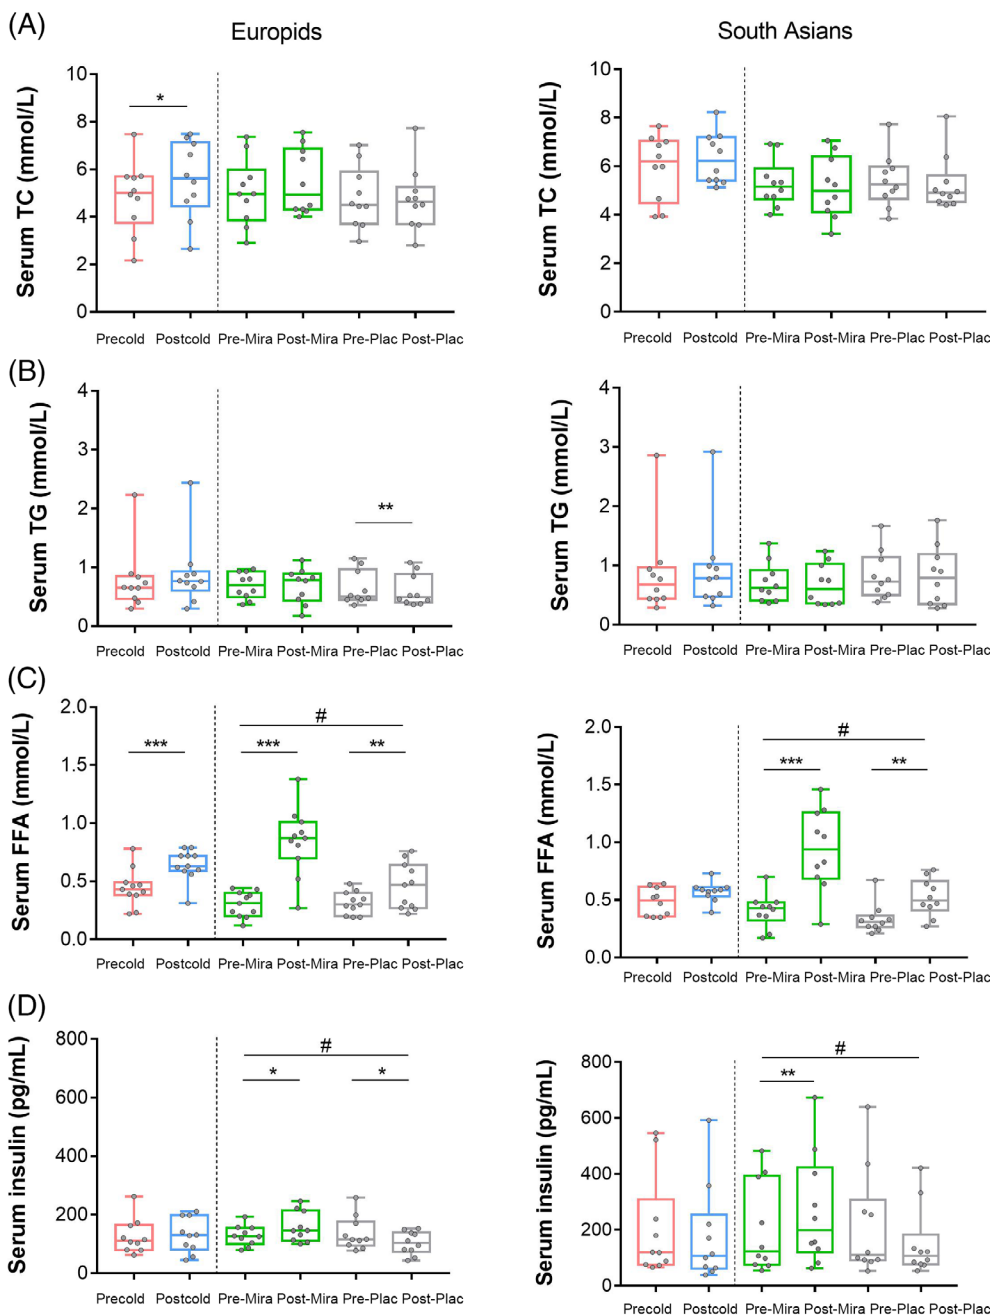 (A)
Europids
South Asians
Serum TC (mmol/L)
10
8
6
4
2
0
*
Precold Postcold Pre-Mira Post-Mira Pre-Plac Post-Plac
Serum TC (mmol/L)
10
8
6
4
2
0
Precold Postcold Pre-Mira Post-Mira Pre-Plac Post-Plac
(B)
Serum TG (mmol/L)
4
3
2
1
0
**
Precold Postcold Pre-Mira Post-Mira Pre-Plac Post-Plac
Serum TG (mmol/L)
4
3
2
1
0
Precold Postcold Pre-Mira Post-Mira Pre-Plac Post-Plac
(C)
Serum FFA (mmol/L)
2.0
1.5
1.0
0.5
0.0
#
*** *** **
Precold Postcold Pre-Mira Post-Mira Pre-Plac Post-Plac
Serum FFA (mmol/L)
2.0
1.5
1.0
0.5
0.0
#
*** **
Precold Postcold Pre-Mira Post-Mira Pre-Plac Post-Plac
(D)
Serum insulin (pg/mL)
800
600
400
200
0
#
* *
Precold Postcold Pre-Mira Post-Mira Pre-Plac Post-Plac
Serum insulin (pg/mL)
800
600
400
200
0
#
**
Precold Postcold Pre-Mira Post-Mira Pre-Plac Post-Plac